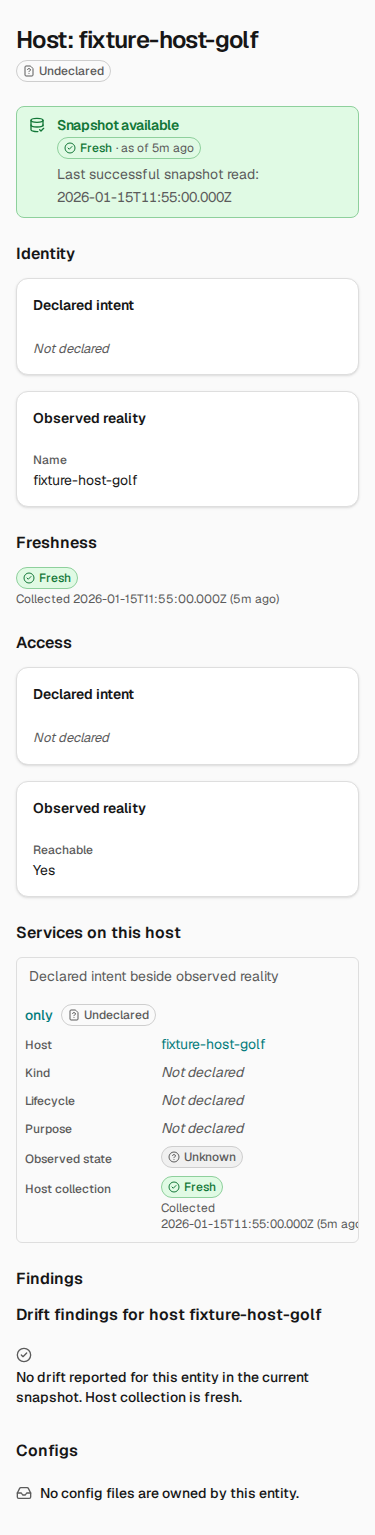 Host: fixture-host-golf
Undeclared
Snapshot available
Fresh · as of 5m ago
Last successful snapshot read:
2026-01-15T11:55:00.000Z
Identity
Declared intent
Not declared
Observed reality
Name
fixture-host-golf
Freshness
Fresh
Collected 2026-01-15T11:55:00.000Z (5m ago)
Access
Declared intent
Not declared
Observed reality
Reachable
Yes
Services on this host
Declared intent beside observed reality
only Undeclared
Host fixture-host-golf
Kind Not declared
Lifecycle Not declared
Purpose Not declared
Observed state Unknown
Host collection Fresh
Collected
2026-01-15T11:55:00.000Z (5m ago
Findings
Drift findings for host fixture-host-golf
No drift reported for this entity in the current
snapshot. Host collection is fresh.
Configs
No config files are owned by this entity.